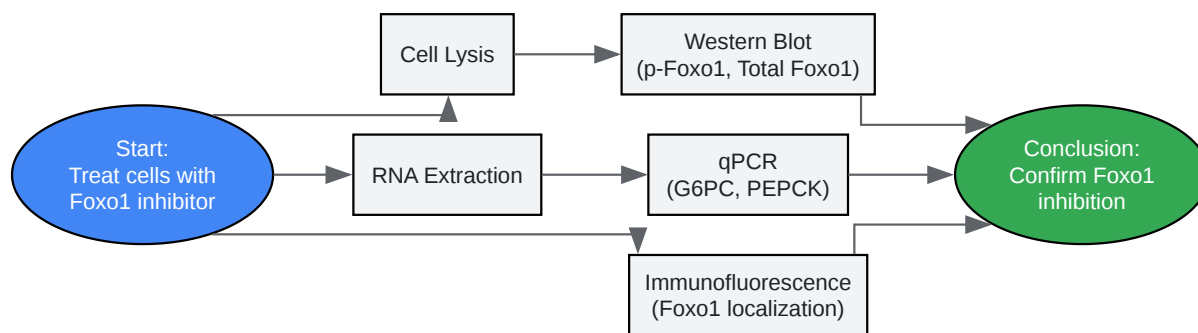 Cell Lysis
Western Blot
(p-Foxo1, Total Foxo1)
Start:
Treat cells with
Foxo1 inhibitor
RNA Extraction
qPCR
(G6PC, PEPCK)
Conclusion:
Confirm Foxo1
inhibition
Immunofluorescence
(Foxo1 localization)